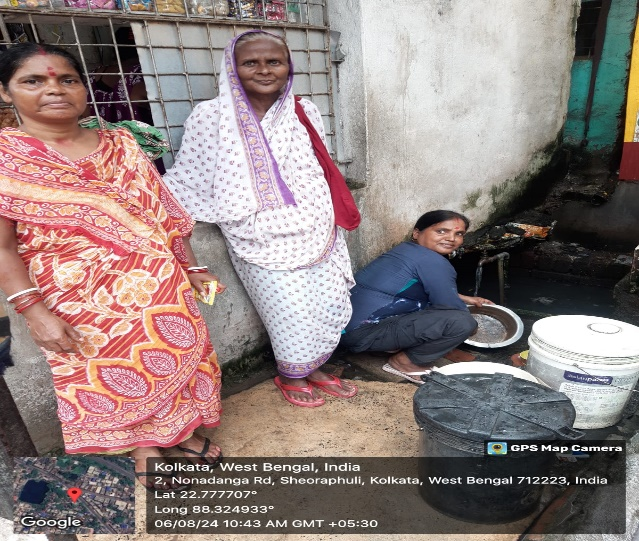 GPS Map Camera
Kolkata, West Bengal, India
2, Nonadanga Rd, Sheoraphuli, Kolkata, West Bengal 712223, India
Lat 22.777707°
Long 88.324933°
06/08/24 10:43 AM GMT +05:30
Google